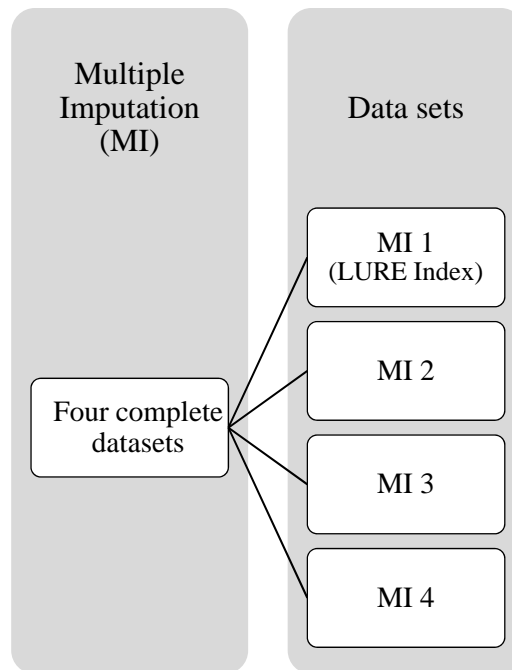 Multiple
Imputation
(MI)
Data sets
MI 1
(LURE Index)
MI 2
Four complete
datasets
MI 3
MI 4